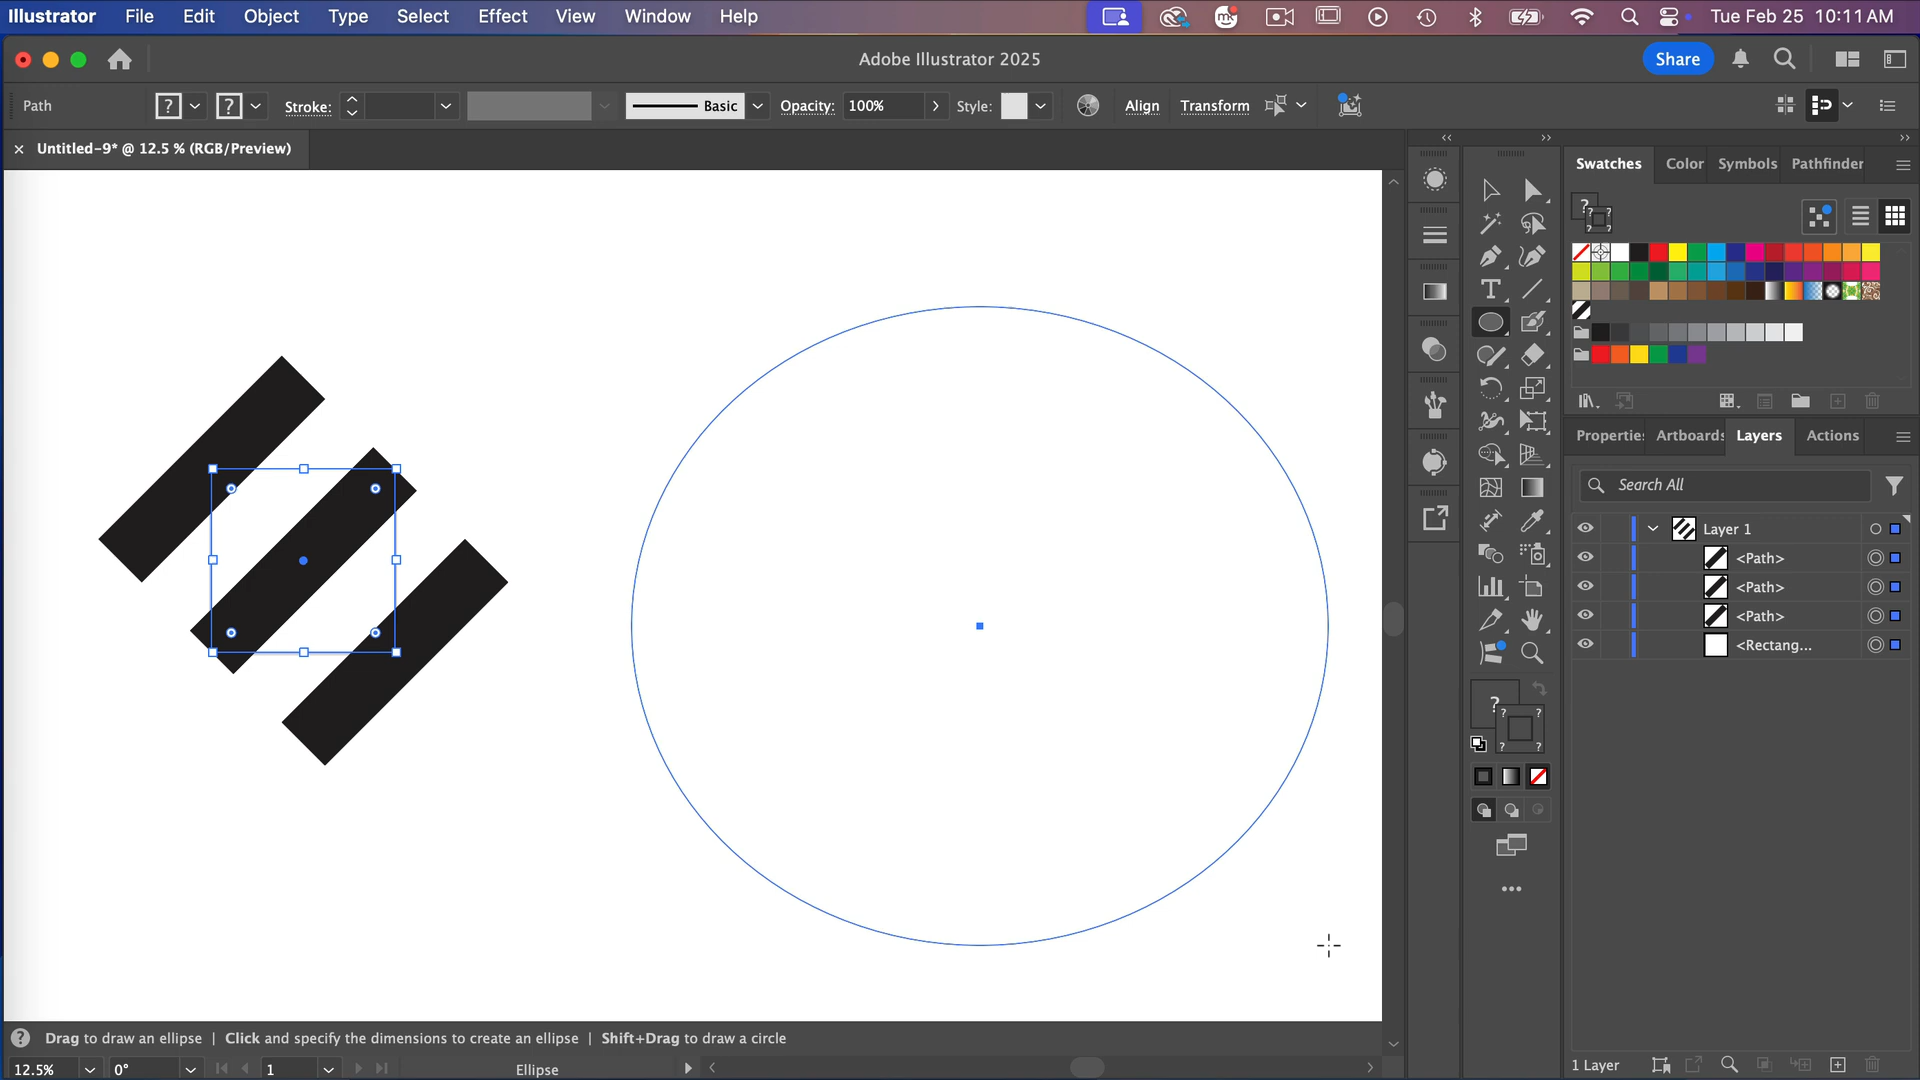 Illustrator File Edit Object Type Select Effect View Window Help Tue Feb 25 10:11 AM
Adobe Illustrator 2025
Share
Path ? ? Stroke: Basic Opacity: 100% Style: Align Transform
× Untitled-9* @ 12.5 % (RGB/Preview)
Swatches Color Symbols Pathfinder
Propertie Artboards Layers Actions
Search All
Layer 1
<Path>
<Path>
<Path>
<Rectang...
Drag to draw an ellipse | Click and specify the dimensions to create an ellipse | Shift+Drag to draw a circle
12.5% 0° 1 Ellipse
1 Layer